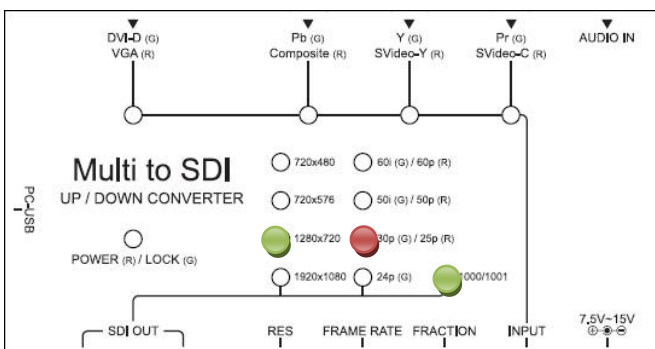 DVI-D (G)
VGA (R)
Pb (G)
Composite (R)
Y (G)
SVideo-Y (R)
Pr (G)
SVideo-C (R)
AUDIO IN
Multi to SDI
UP / DOWN CONVERTER
PC-USB
POWER (R) / LOCK (G)
720x480
60i (G) / 60p (R)
720x576
50i (G) / 50p (R)
1280x720
30p (G) / 25p (R)
1920x1080
24p (G)
1000/1001
SDI OUT
RES
FRAME RATE
FRACTION
INPUT
7.5V~15V